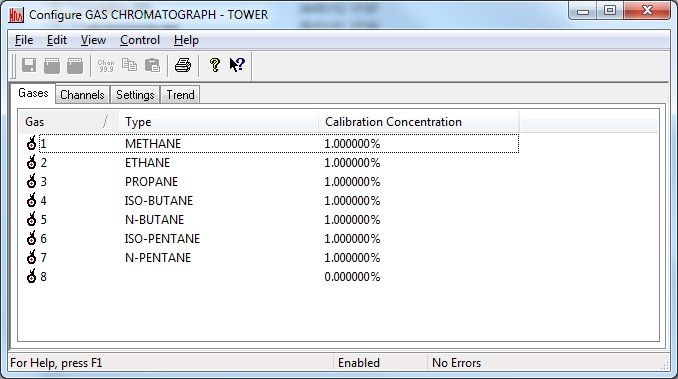 Configure GAS CHROMATOGRAPH - TOWER
File Edit View Control Help
Chan
99.9
Gases Channels Settings Trend
Gas / Type Calibration Concentration
1 METHANE 1.000000%
2 ETHANE 1.000000%
3 PROPANE 1.000000%
4 ISO-BUTANE 1.000000%
5 N-BUTANE 1.000000%
6 ISO-PENTANE 1.000000%
7 N-PENTANE 1.000000%
8 0.000000%
For Help, press F1 Enabled No Errors